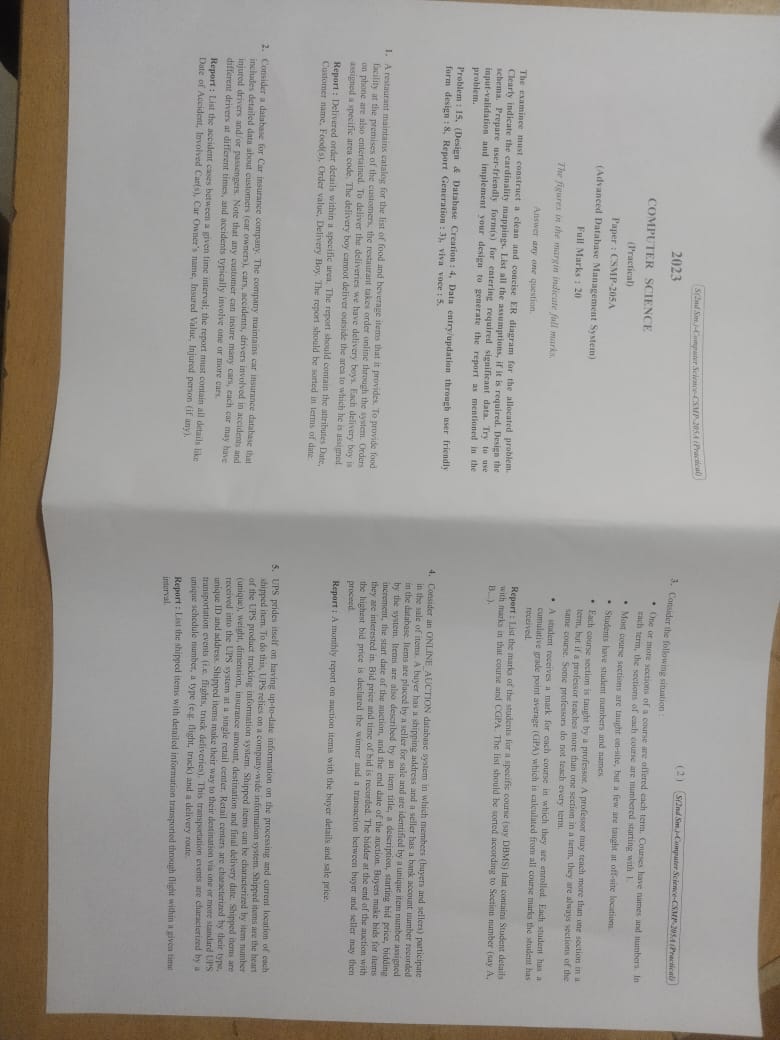 S(2nd Sm.)-Computer Science-CSMP-205A (Practical)
2023
COMPUTER SCIENCE
(Practical)
Paper : CSMP-205A
(Advanced Database Management System)
Full Marks : 20
The figures in the margin indicate full marks.
Answer any one question.
The examinee must construct a clean and concise ER diagram for the allocated problem.
Clearly indicate the cardinality mappings. List all the assumptions, if it is required. Design the
schema. Prepare user-friendly form(s) for entering required significant data. Try to use
input-validation and implement your design to generate the report as mentioned in the
problem.
Problem : 15, (Design & Database Creation : 4, Data entry/updation through user friendly
form design : 8, Report Generation : 3), viva voce : 5.
1. A restaurant maintains catalog for the list of food and beverage items that it provides. To provide food
facility at the premises of the customers, the restaurant takes order online through the system. Orders
on phone are also entertained. To deliver the deliveries we have delivery boys. Each delivery boy is
assigned a specific area code. The delivery boy cannot deliver outside the area to which he is assigned.
Report : Delivered order details within a specific area. The report should contain the attributes Date,
Customer name, Food(s), Order value, Delivery Boy. The report should be sorted in terms of date.
2. Consider a database for Car insurance company. The company maintains car insurance database that
includes detailed data about customers (car owners), cars, accidents, drivers involved in accidents and
injured drivers and/or passengers. Note that any customer can insure many cars, each car may have
different drivers at different times, and accidents typically involve one or more cars.
Report : List the accident cases between a given time interval; the report must contain all details like
Date of Accident, Involved Car(s), Car Owner's name, Insured Value, Injured person (if any).
(2) S(2nd Sm.)-Computer Science-CSMP-205A (Practical)
3. Consider the following situation :
• One or more sections of a course are offered each term. Courses have names and numbers. In
each term, the sections of each course are numbered starting with 1.
• Most course sections are taught on-site, but a few are taught at off-site locations.
• Students have student numbers and names.
• Each course section is taught by a professor. A professor may teach more than one section in a
term, but if a professor teaches more than one section in a term, they are always sections of the
same course. Some professors do not teach every term.
• A student receives a mark for each course in which they are enrolled. Each student has a
cumulative grade point average (GPA) which is calculated from all course marks the student has
received.
Report : List the marks of the students for a specific course (say DBMS) that contains Student details
with marks in that course and CGPA. The list should be sorted according to Section number (say A,
B...).
4. Consider an ONLINE_AUCTION database system in which members (buyers and sellers) participate
in the sale of items. A buyer has a shipping address and a seller has a bank account number recorded
in the database. Items are placed by a seller for sale and are identified by a unique item number assigned
by the system. Items are also described by an item title, a description, starting bid price, bidding
increment, the start date of the auction, and the end date of the auction. Buyers make bids for items
they are interested in. Bid price and time of bid is recorded. The bidder at the end of the auction with
the highest bid price is declared the winner and a transaction between buyer and seller may then
proceed.
Report : A monthly report on auction items with the buyer details and sale price.
5. UPS prides itself on having up-to-date information on the processing and current location of each
shipped item. To do this, UPS relies on a company-wide information system. Shipped items are the heart
of the UPS product tracking information system. Shipped items can be characterized by item number
(unique), weight, dimension, insurance amount, destination and final delivery date. Shipped items are
received into the UPS system at a single retail center. Retail centers are characterized by their type,
unique ID and address. Shipped items make their way to their destination via one or more standard UPS
transportation events (i.e. flights, truck deliveries). This transportation events are characterized by a
unique schedule number, a type (e.g. flight, truck) and a delivery route.
Report : List the shipped items with detailed information transported through flight within a given time
interval.